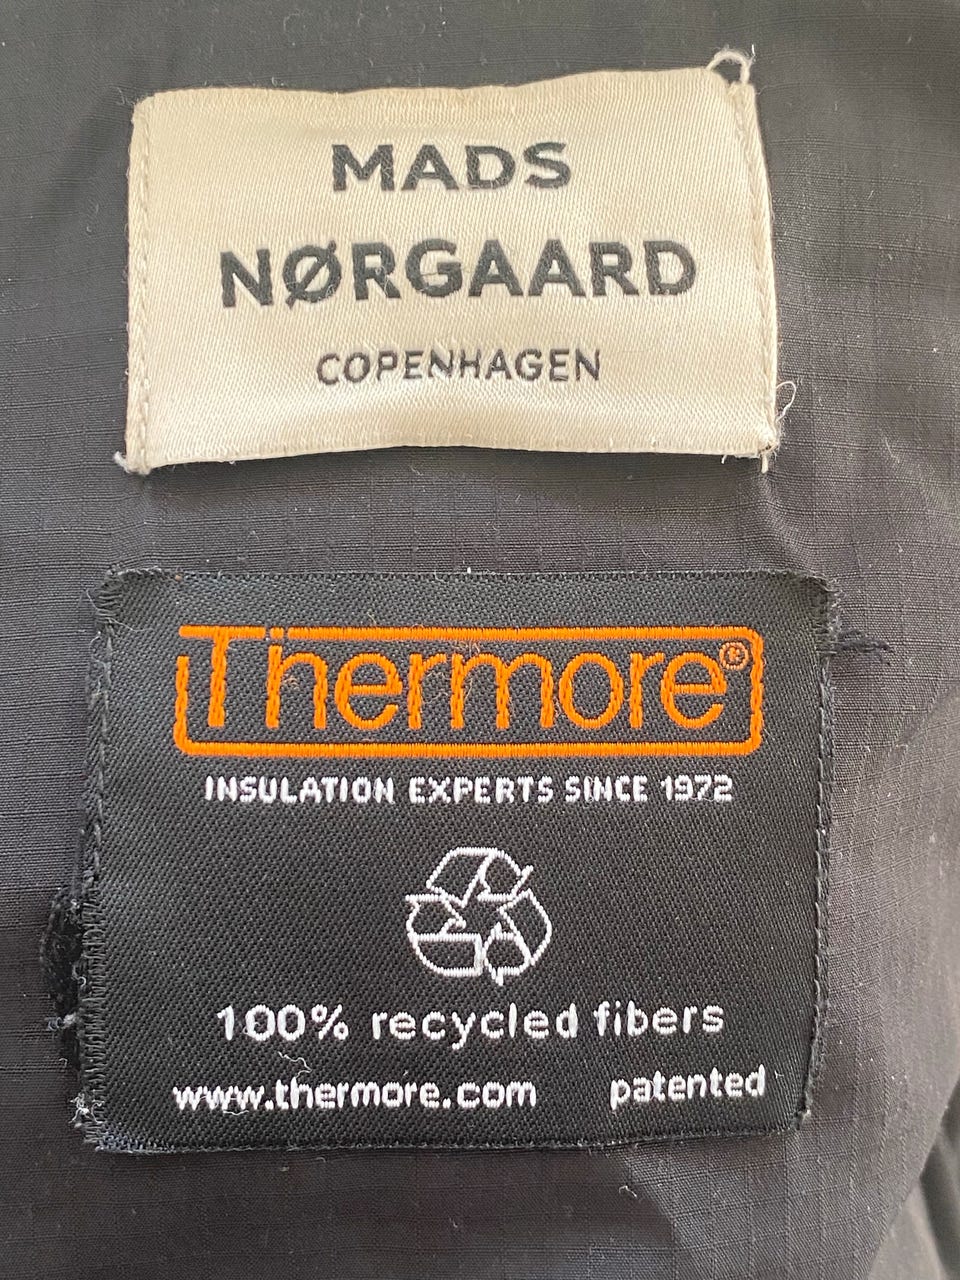 MADS
NØRGAARD
COPENHAGEN
Thermore®
INSULATION EXPERTS SINCE 1972
100% recycled fibers
www.thermore.com patented